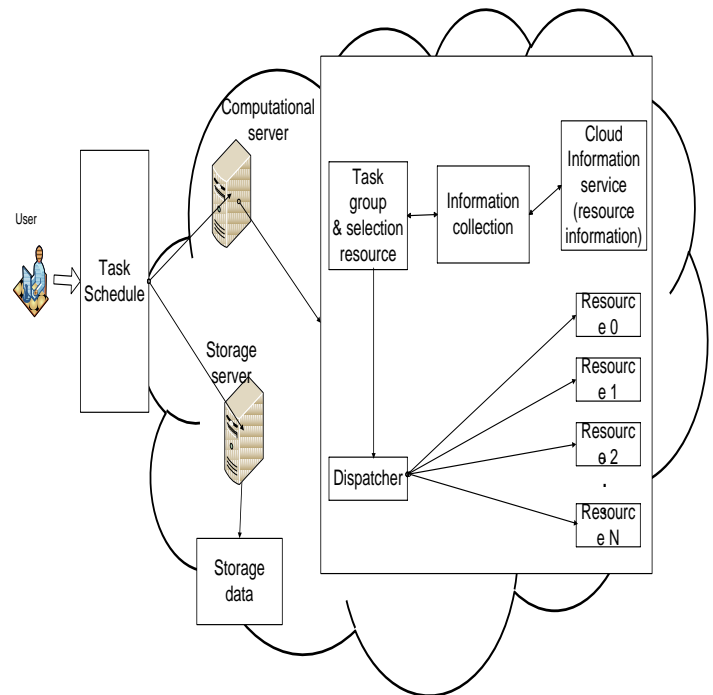 User
Task
Schedule
Computational
server
Storage
server
Storage
data
Task
group
& selection
resource
Information
collection
Cloud
Information
service
(resource
information)
Dispatcher
Resourc
e 0
Resourc
e 1
Resourc
e 2
Resourc
e N